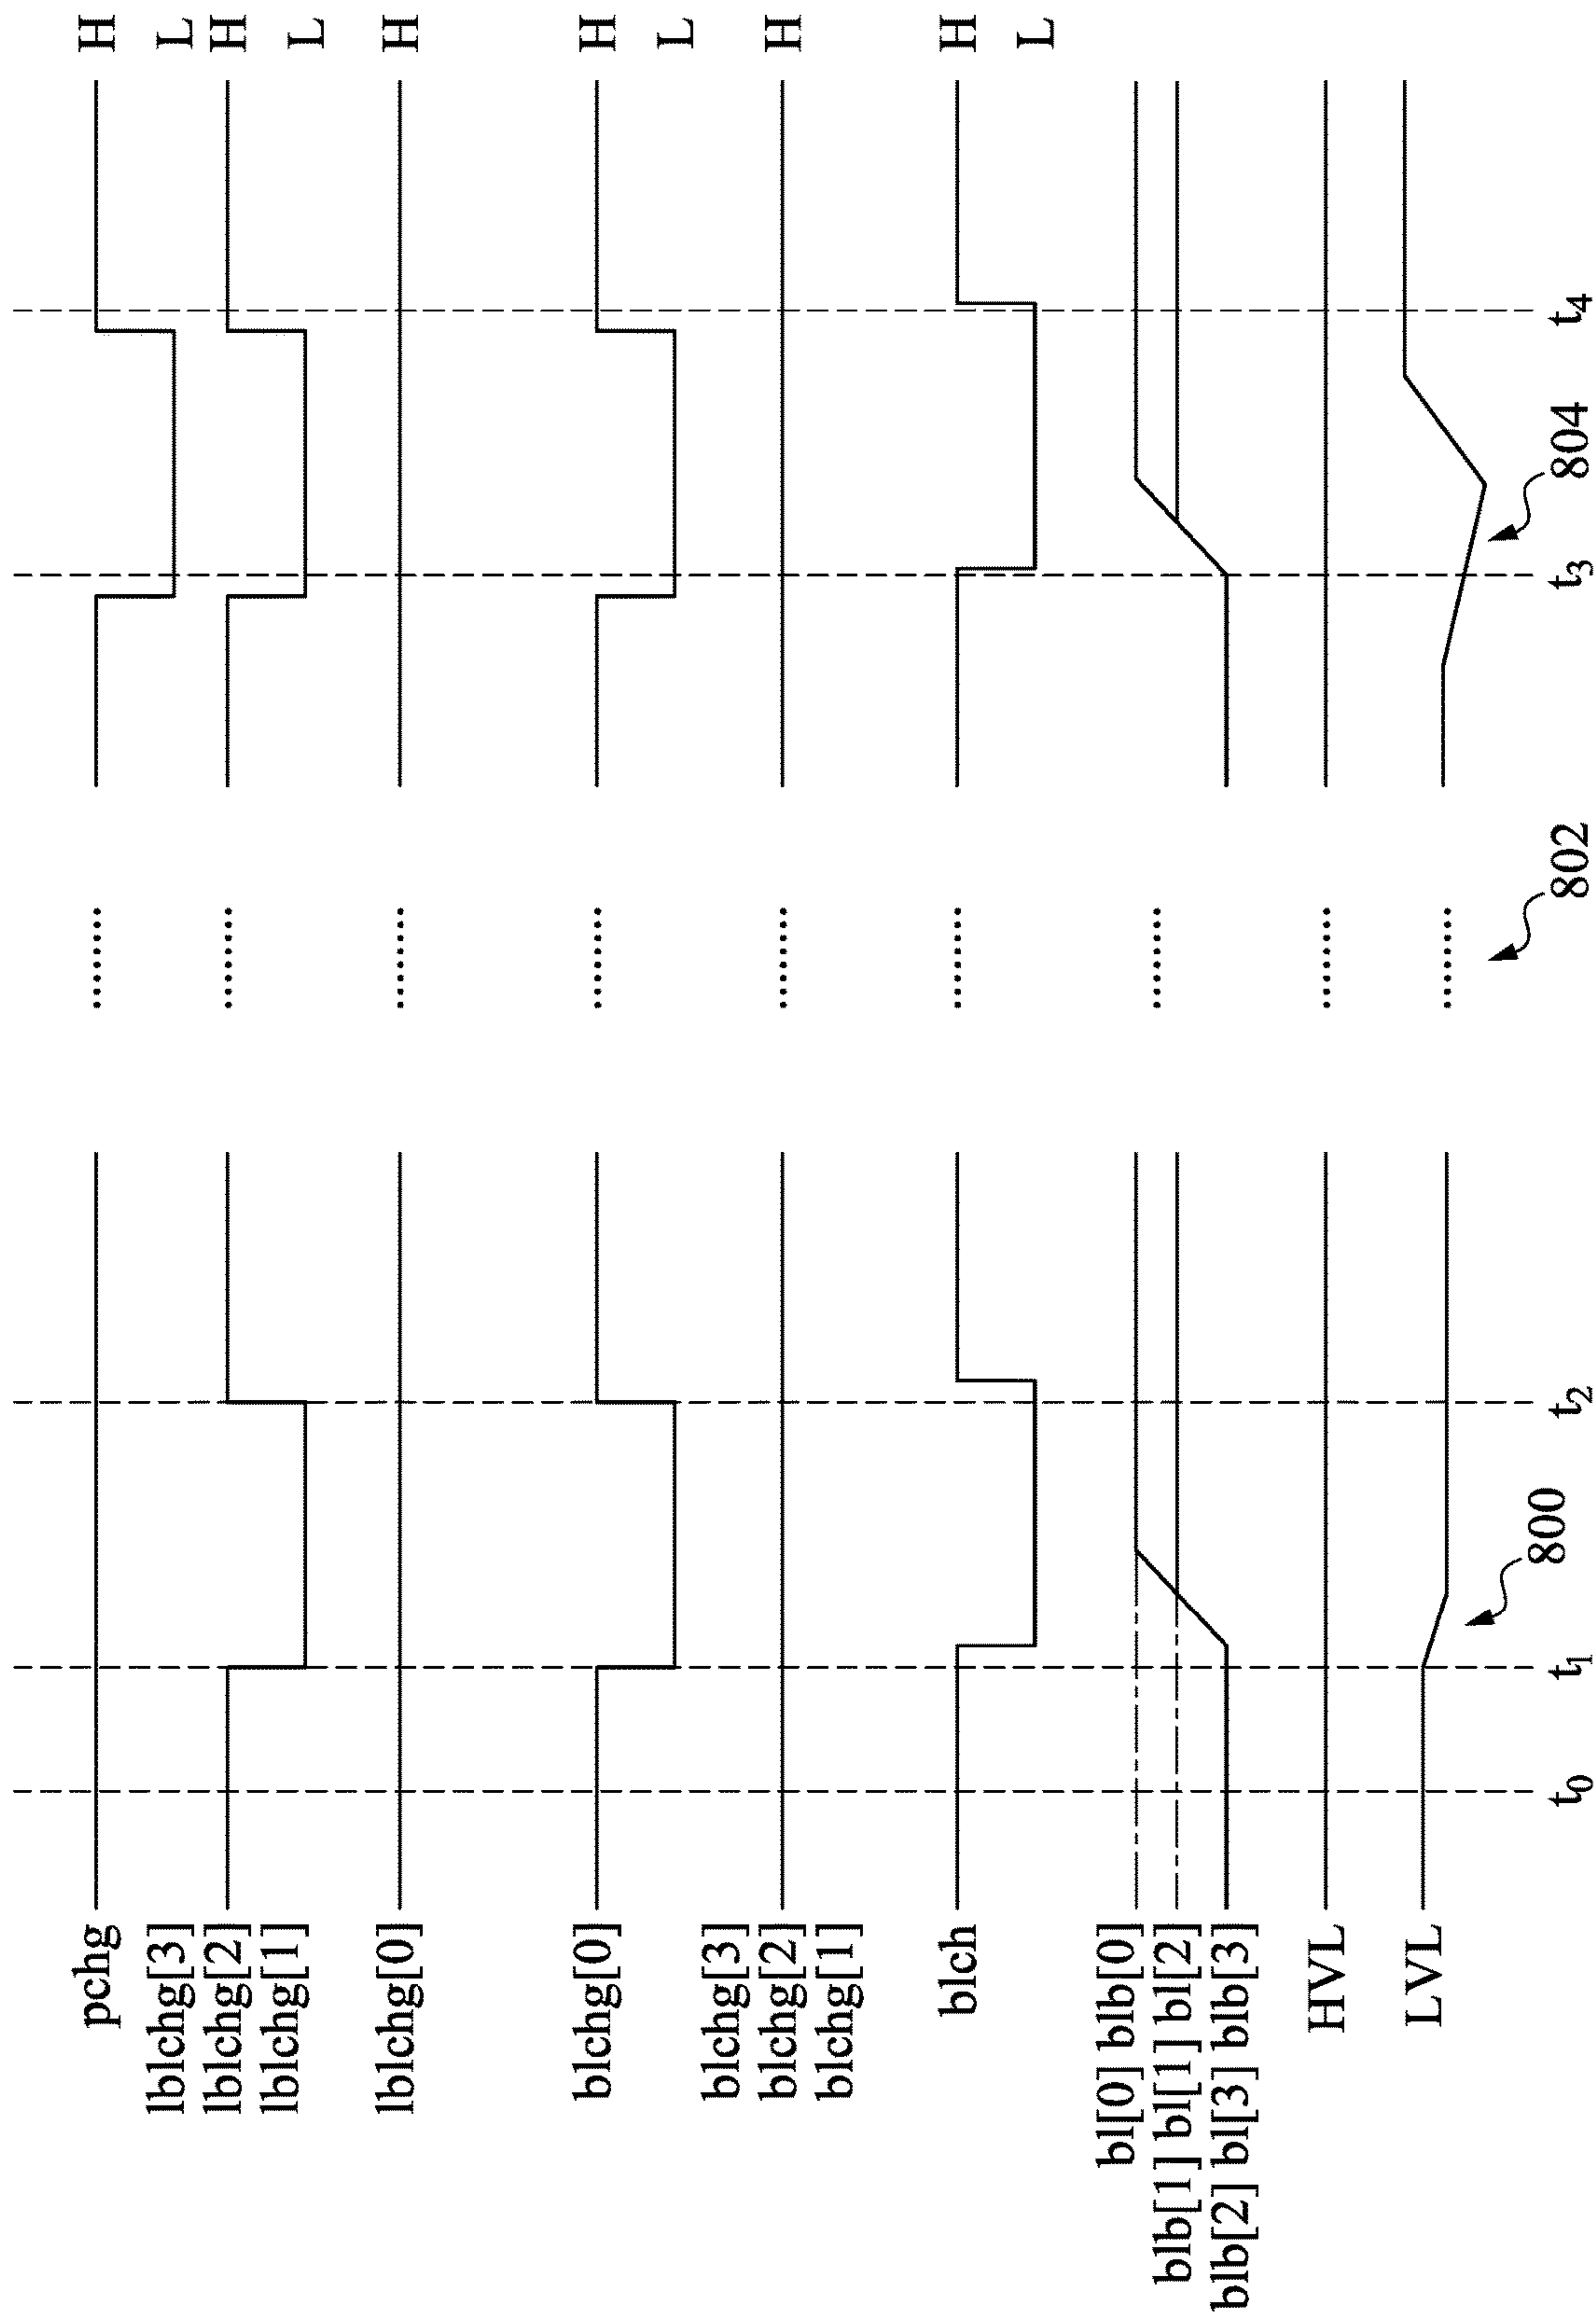 pchg
H
L
lblchg[3]
lblchg[2]
lblchg[1]
H
L
lblchg[0]
H
blchg[0]
H
L
blchg[3]
blchg[2]
blchg[1]
H
blch
H
L
bl[0] blb[0]
blb[1] bl[1] bl[2]
blb[2] bl[3] blb[3]
HVL
LVL
800
802
804
t0
t1
t2
t3
t4